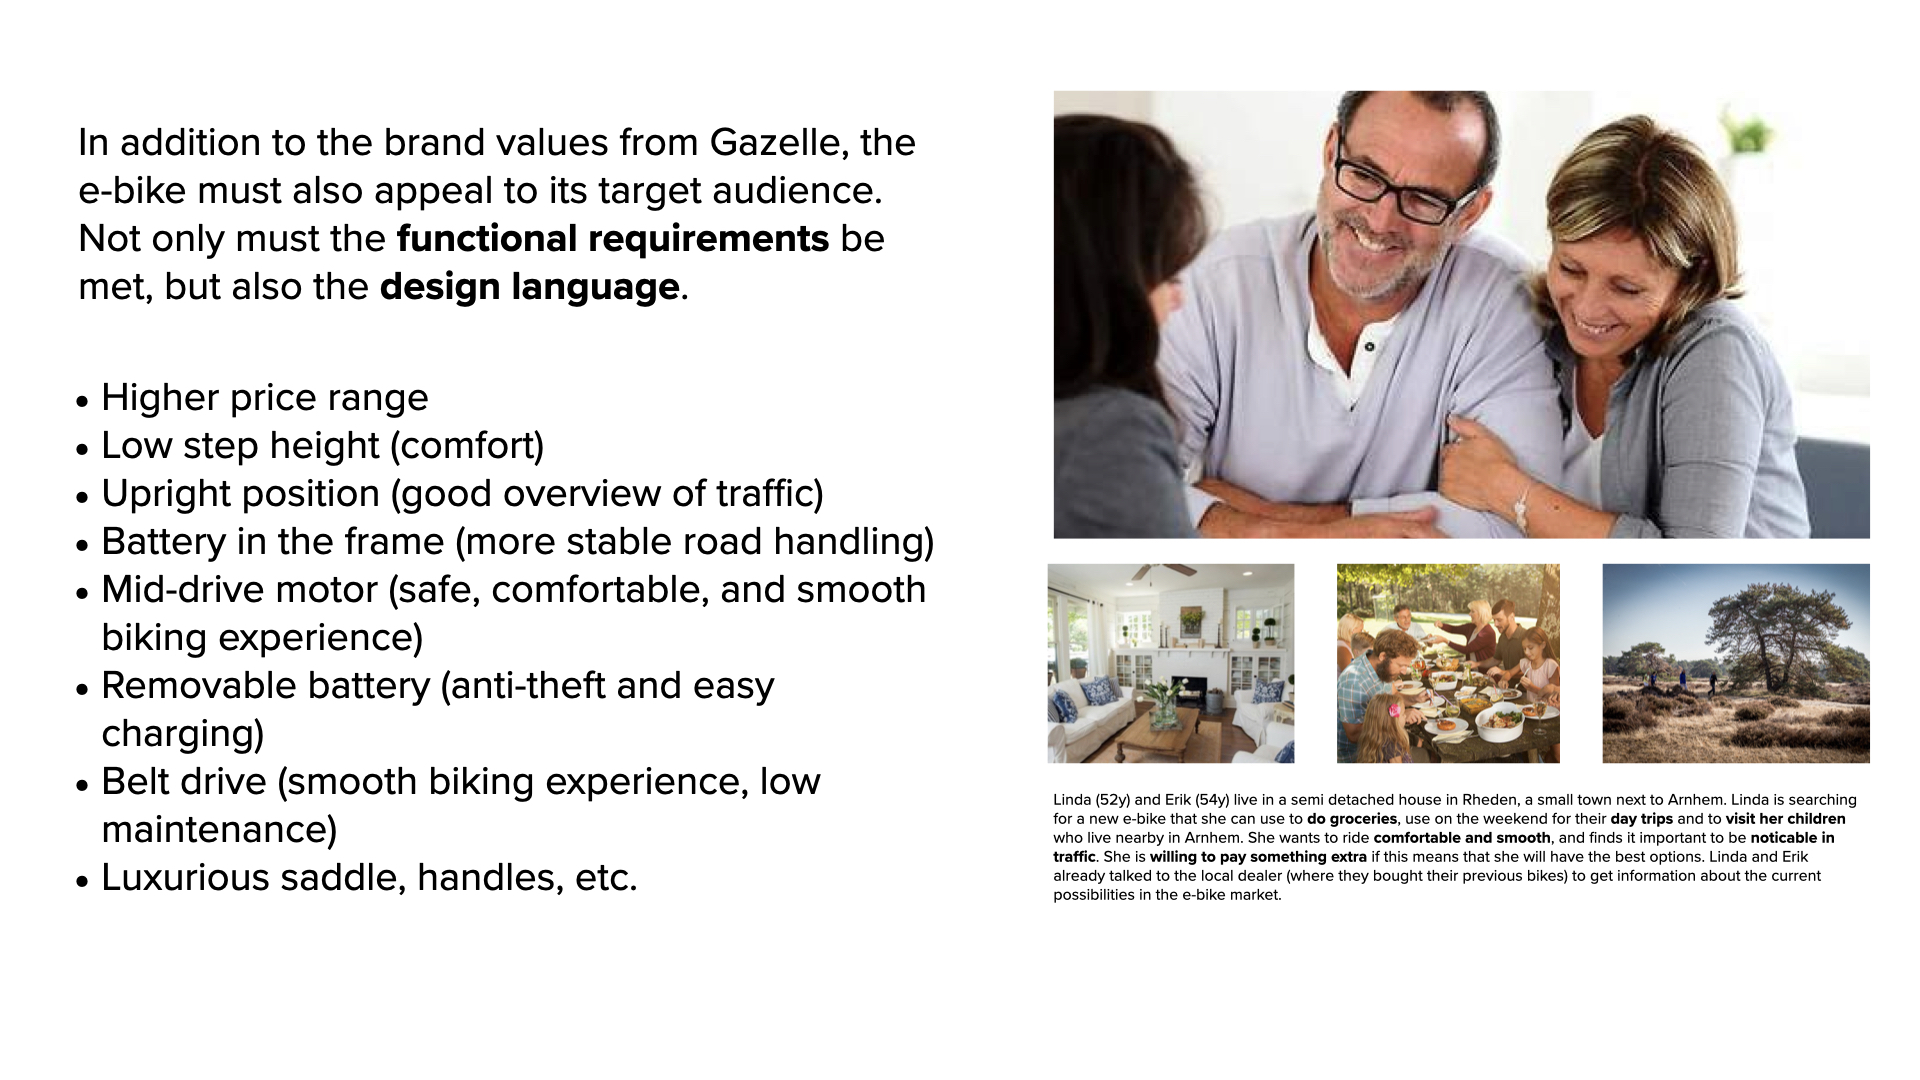 In addition to the brand values from Gazelle, the
e-bike must also appeal to its target audience.
Not only must the functional requirements be
met, but also the design language.
• Higher price range
• Low step height (comfort)
• Upright position (good overview of traffic)
• Battery in the frame (more stable road handling)
• Mid-drive motor (safe, comfortable, and smooth
biking experience)
• Removable battery (anti-theft and easy
charging)
• Belt drive (smooth biking experience, low
maintenance)
• Luxurious saddle, handles, etc.
Linda (52y) and Erik (54y) live in a semi detached house in Rheden, a small town next to Arnhem. Linda is searching
for a new e-bike that she can use to do groceries, use on the weekend for their day trips and to visit her children
who live nearby in Arnhem. She wants to ride comfortable and smooth, and finds it important to be noticable in
traffic. She is willing to pay something extra if this means that she will have the best options. Linda and Erik
already talked to the local dealer (where they bought their previous bikes) to get information about the current
possibilities in the e-bike market.